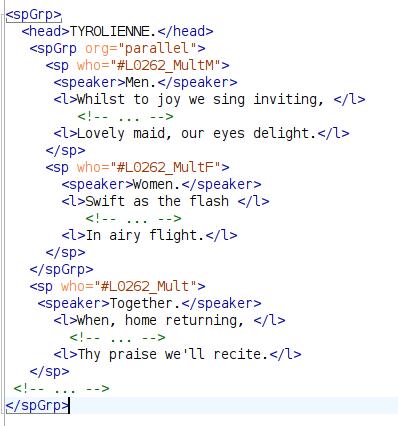 <spGrp>
<head>TYROLIENNE.</head>
<spGrp org="parallel">
<sp who="#L0262_MultM">
<speaker>Men.</speaker>
<l>Whilst to joy we sing inviting, </l>
<!-- ... -->
<l>Lovely maid, our eyes delight.</l>
</sp>
<sp who="#L0262_MultF">
<speaker>Women.</speaker>
<l>Swift as the flash </l>
<!-- ... -->
<l>In airy flight.</l>
</sp>
</spGrp>
<sp who="#L0262_Mult">
<speaker>Together.</speaker>
<l>When, home returning, </l>
<!-- ... -->
<l>Thy praise we'll recite.</l>
</sp>
<!-- ... -->
</spGrp>